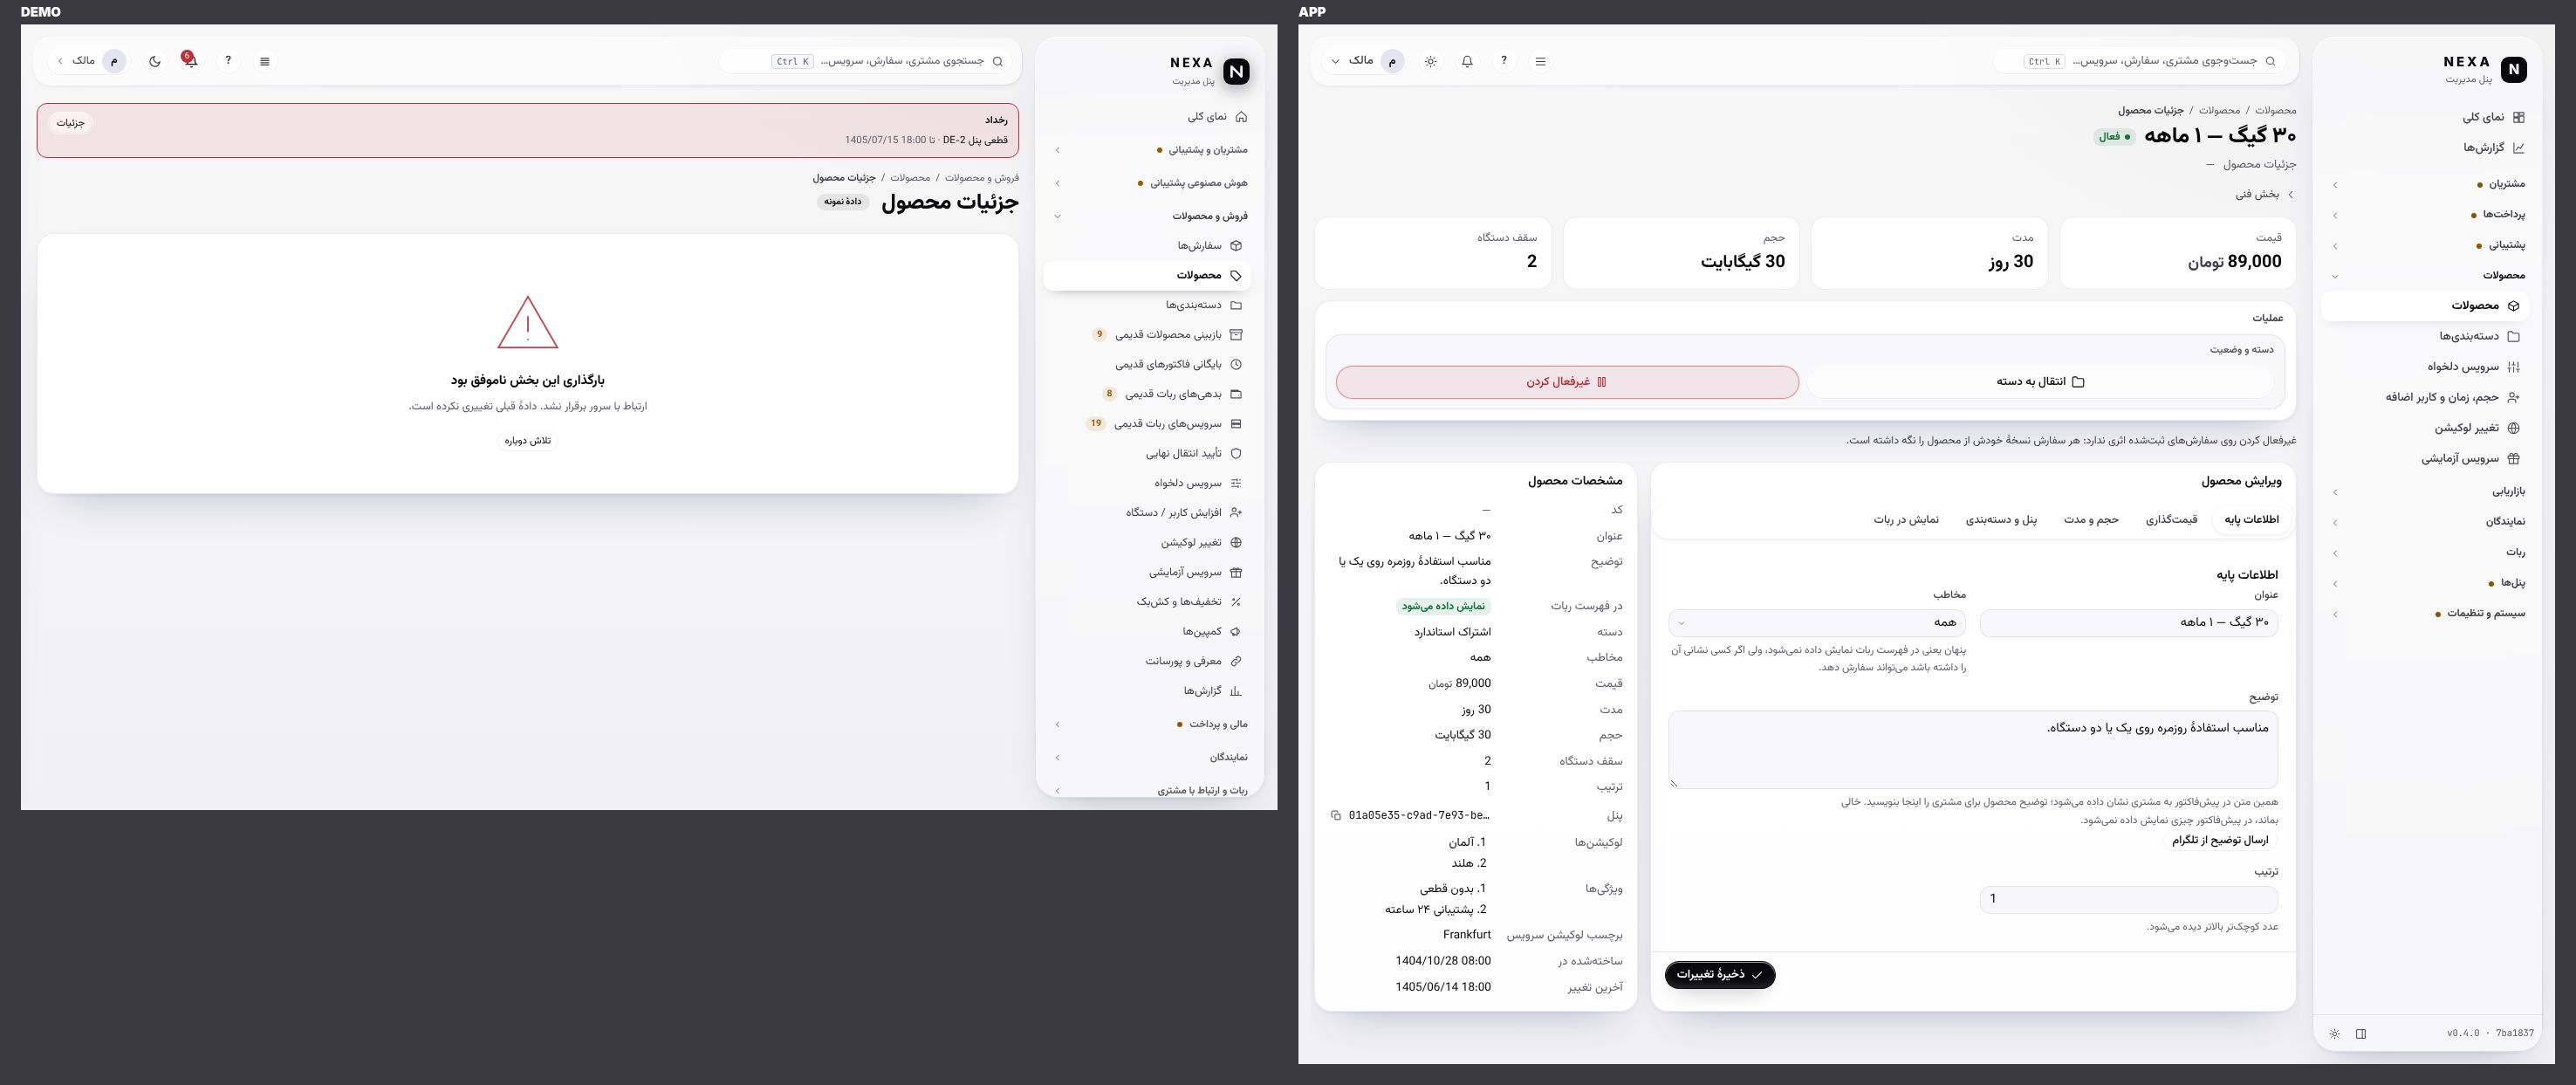 DEMO
NEXA
پنل مدیریت
N
جستجوی مشتری، سفارش، سرویس…
Ctrl K
?
6
م
مالک
نمای کلی
مشتریان و پشتیبانی
هوش مصنوعی پشتیبانی
فروش و محصولات
سفارش‌ها
محصولات
دسته‌بندی‌ها
بازبینی محصولات قدیمی
9
بایگانی فاکتورهای قدیمی
بدهی‌های ربات قدیمی
8
سرویس‌های ربات قدیمی
19
تأیید انتقال نهایی
سرویس دلخواه
افزایش کاربر / دستگاه
تغییر لوکیشن
سرویس آزمایشی
تخفیف‌ها و کش‌بک
کمپین‌ها
معرفی و پورسانت
گزارش‌ها
مالی و پرداخت
نمایندگان
ربات و ارتباط با مشتری
رخداد
قطعی پنل DE-2 · تا 18:00 1405/07/15
جزئیات
فروش و محصولات / محصولات / جزئیات محصول
جزئیات محصول
دادهٔ نمونه
بارگذاری این بخش ناموفق بود
ارتباط با سرور برقرار نشد. دادهٔ قبلی تغییری نکرده است.
تلاش دوباره
APP
NEXA
پنل مدیریت
N
جست‌وجوی مشتری، سفارش، سرویس…
Ctrl K
?
م
مالک
نمای کلی
گزارش‌ها
مشتریان
پرداخت‌ها
پشتیبانی
محصولات
محصولات
دسته‌بندی‌ها
سرویس دلخواه
حجم، زمان و کاربر اضافه
تغییر لوکیشن
سرویس آزمایشی
بازاریابی
نمایندگان
ربات
پنل‌ها
سیستم و تنظیمات
v0.4.0 · 7ba1837
محصولات / محصولات / جزئیات محصول
۳۰ گیگ — ۱ ماهه
فعال
جزئیات محصول —
بخش فنی
قیمت
89,000 تومان
مدت
30 روز
حجم
30 گیگابایت
سقف دستگاه
2
عملیات
دسته و وضعیت
انتقال به دسته
غیرفعال کردن
غیرفعال کردن روی سفارش‌های ثبت‌شده اثری ندارد: هر سفارش نسخهٔ خودش از محصول را نگه داشته است.
ویرایش محصول
اطلاعات پایه
قیمت‌گذاری
حجم و مدت
پنل و دسته‌بندی
نمایش در ربات
اطلاعات پایه
عنوان
۳۰ گیگ — ۱ ماهه
مخاطب
همه
پنهان یعنی در فهرست ربات نمایش داده نمی‌شود، ولی اگر کسی نشانی آن
را داشته باشد می‌تواند سفارش دهد.
توضیح
مناسب استفادهٔ روزمره روی یک یا دو دستگاه.
همین متن در پیش‌فاکتور به مشتری نشان داده می‌شود؛ توضیح محصول برای مشتری را اینجا بنویسید. خالی
بماند، در پیش‌فاکتور چیزی نمایش داده نمی‌شود.
ارسال توضیح از تلگرام
ترتیب
1
عدد کوچک‌تر بالاتر دیده می‌شود.
ذخیرهٔ تغییرات
مشخصات محصول
کد
—
عنوان
۳۰ گیگ — ۱ ماهه
توضیح
مناسب استفادهٔ روزمره روی یک یا
دو دستگاه.
در فهرست ربات
نمایش داده می‌شود
دسته
اشتراک استاندارد
مخاطب
همه
قیمت
89,000 تومان
مدت
30 روز
حجم
30 گیگابایت
سقف دستگاه
2
ترتیب
1
پنل
01a05e35-c9ad-7e93-be…
لوکیشن‌ها
1. آلمان
2. هلند
ویژگی‌ها
1. بدون قطعی
2. پشتیبانی ۲۴ ساعته
برچسب لوکیشن سرویس
Frankfurt
ساخته‌شده در
1404/10/28 08:00
آخرین تغییر
1405/06/14 18:00